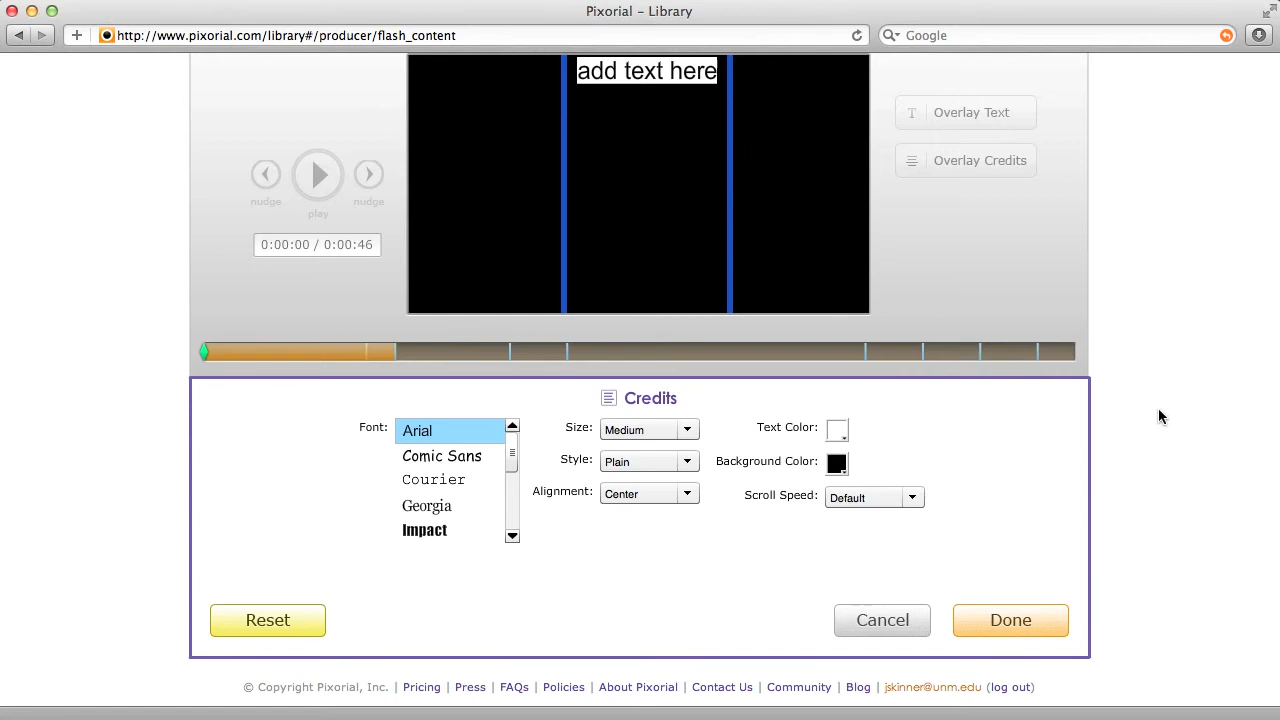 Pixorial – Library
http://www.pixorial.com/library#/producer/flash_content
Google
add text here
T Overlay Text
Overlay Credits
nudge
play
nudge
0:00:00 / 0:00:46
Credits
Font:
Arial
Comic Sans
Courier
Georgia
Impact
Size: Medium
Style: Plain
Alignment: Center
Text Color:
Background Color:
Scroll Speed: Default
Reset
Cancel
Done
© Copyright Pixorial, Inc. | Pricing | Press | FAQs | Policies | About Pixorial | Contact Us | Community | Blog | jskinner@unm.edu (log out)